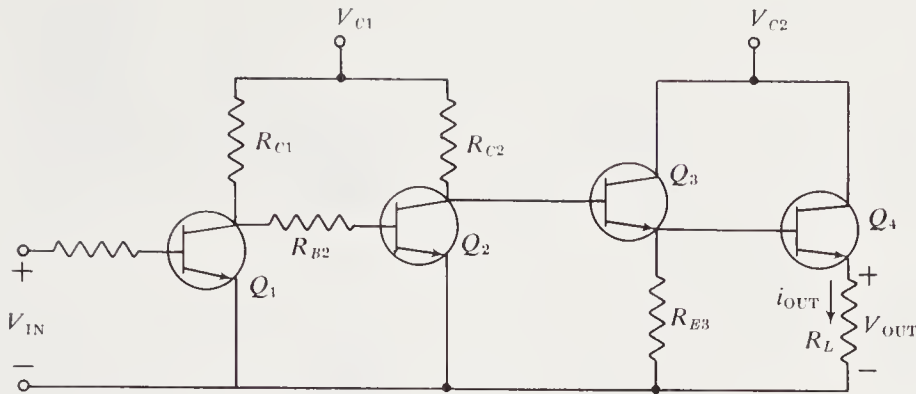 V_C1
V_C2
R_C1
R_C2
Q_3
Q_4
R_B2
Q_2
Q_1
+
V_IN
−
R_E3
i_OUT
+
R_L
V_OUT
−